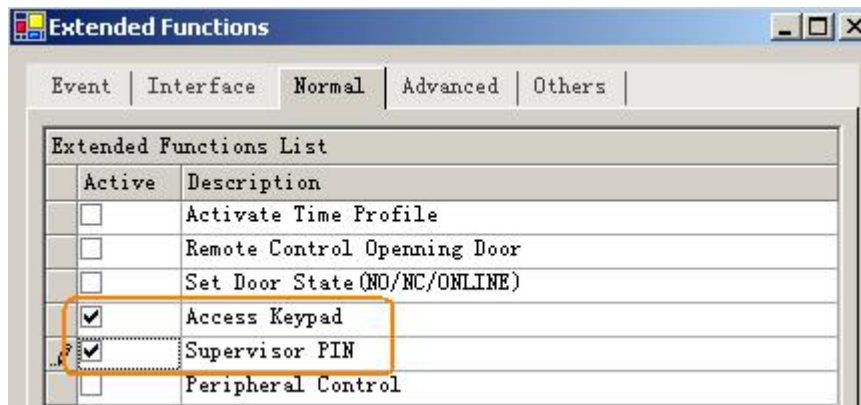 Extended Functions
Event Interface Normal Advanced Others
Extended Functions List
Active Description
Activate Time Profile
Remote Control Openning Door
Set Door State(NO/NC/ONLINE)
Access Keypad
Supervisor PIN
Peripheral Control